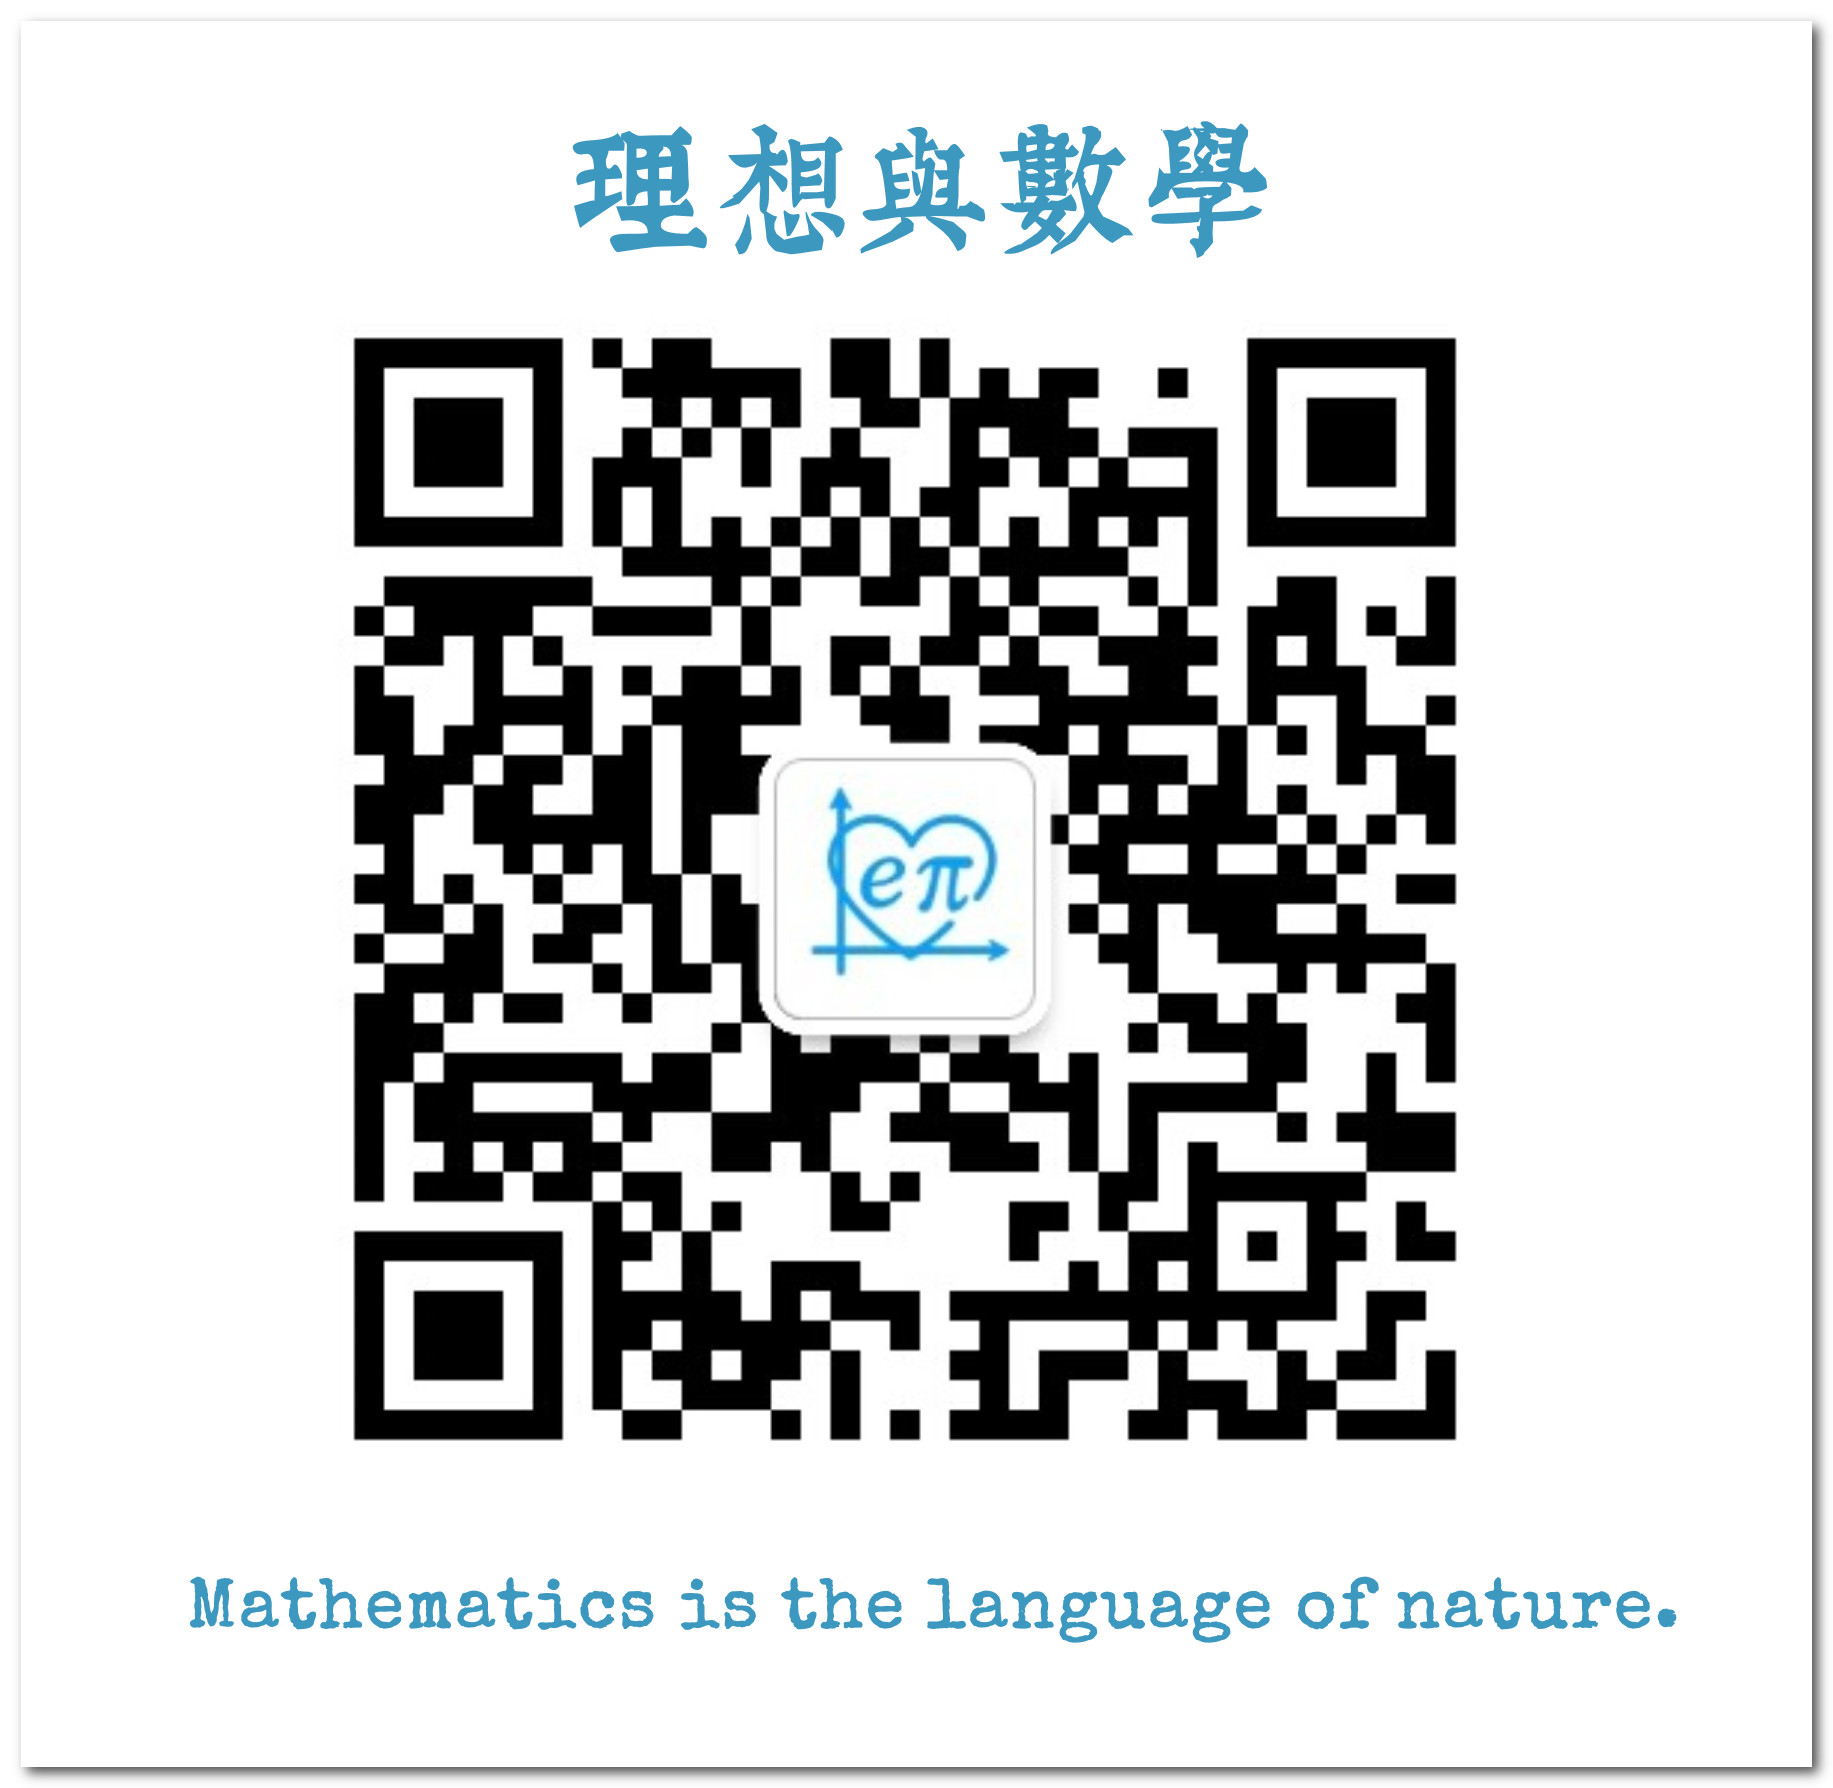 理想與數學
eπ
Mathematics is the language of nature.